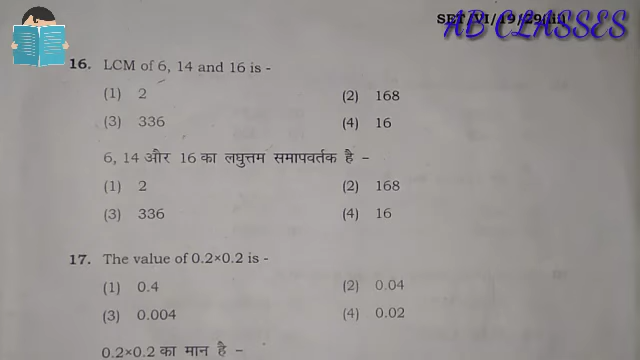 SET/VI/19/29(ii)
AB CLASSES
16. LCM of 6, 14 and 16 is -
(1) 2 (2) 168
(3) 336 (4) 16
6, 14 और 16 का लघुत्तम समापवर्तक है –
(1) 2 (2) 168
(3) 336 (4) 16
17. The value of 0.2×0.2 is -
(1) 0.4 (2) 0.04
(3) 0.004 (4) 0.02
0.2×0.2 का मान है –